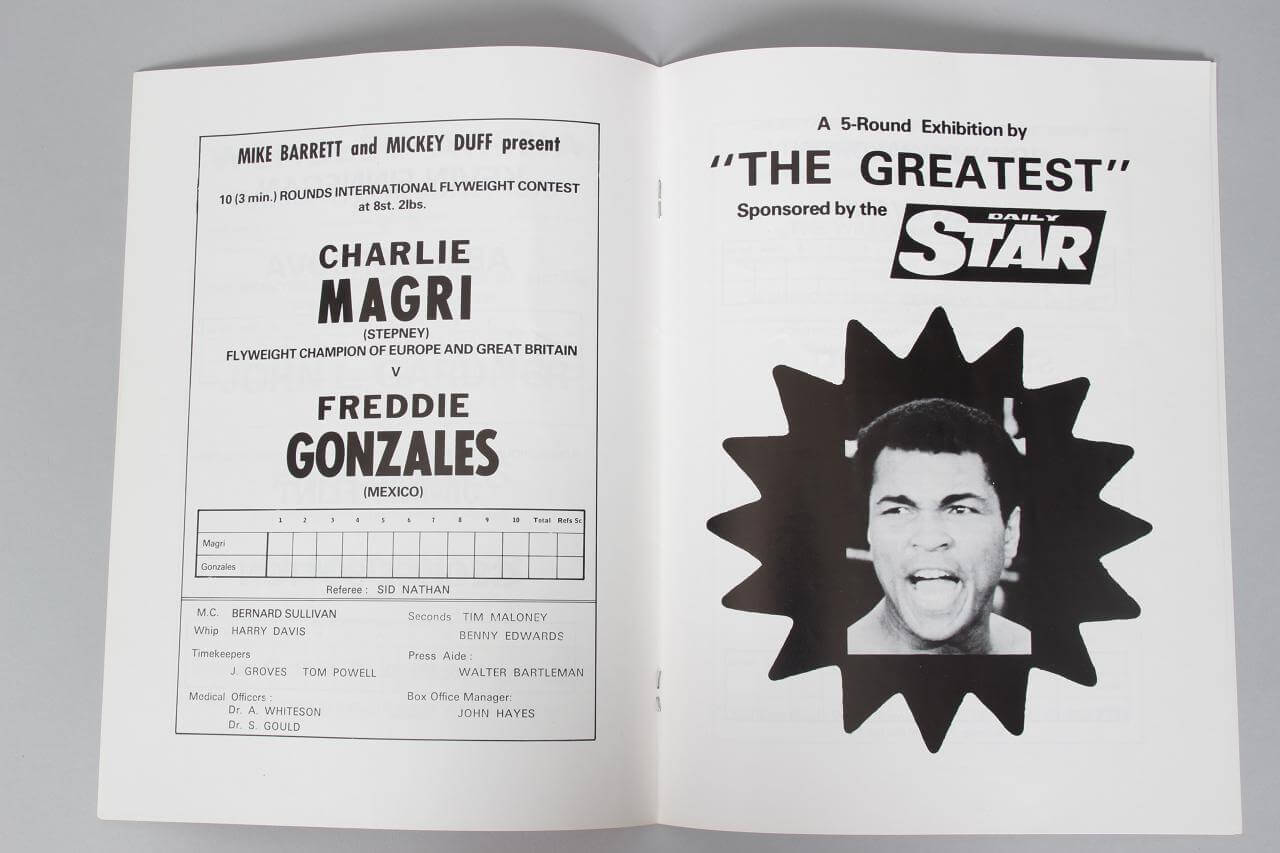 MIKE BARRETT and MICKEY DUFF present
10 (3 min.) ROUNDS INTERNATIONAL FLYWEIGHT CONTEST
at 8st. 2lbs.
CHARLIE
MAGRI
(STEPNEY)
FLYWEIGHT CHAMPION OF EUROPE AND GREAT BRITAIN
V
FREDDIE
GONZALES
(MEXICO)
1 2 3 4 5 6 7 8 9 10 Total Refs Sc
Magri
Gonzales
Referee : SID NATHAN
M.C. BERNARD SULLIVAN
Whip HARRY DAVIS
Timekeepers
J. GROVES TOM POWELL
Medical Officers :
Dr. A. WHITESON
Dr. S. GOULD
Seconds TIM MALONEY
BENNY EDWARDS
Press Aide :
WALTER BARTLEMAN
Box Office Manager:
JOHN HAYES
A 5-Round Exhibition by
"THE GREATEST"
Sponsored by the
DAILY
STAR